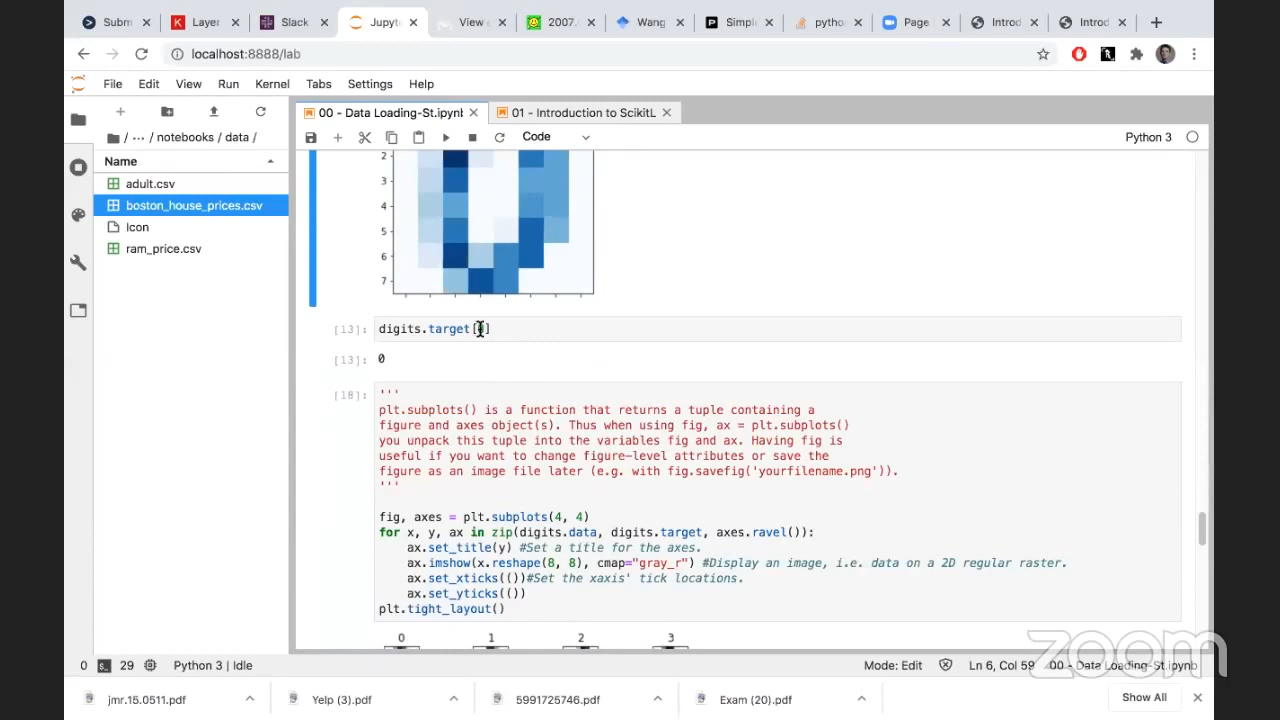 Subm
Layer
Slack
Jupyt
View
2007.
Wang
Simpl
python
Page
Introd
Introd
localhost:8888/lab
File Edit View Run Kernel Tabs Settings Help
/ ··· / notebooks / data /
Name
adult.csv
boston_house_prices.csv
Icon
ram_price.csv
00 - Data Loading-St.ipynb
01 - Introduction to ScikitL
Code
Python 3
2
3
4
5
6
7
[13]: digits.target[0]
[13]: 0
[18]: '''
plt.subplots() is a function that returns a tuple containing a
figure and axes object(s). Thus when using fig, ax = plt.subplots()
you unpack this tuple into the variables fig and ax. Having fig is
useful if you want to change figure-level attributes or save the
figure as an image file later (e.g. with fig.savefig('yourfilename.png')).
'''
fig, axes = plt.subplots(4, 4)
for x, y, ax in zip(digits.data, digits.target, axes.ravel()):
    ax.set_title(y) #Set a title for the axes.
    ax.imshow(x.reshape(8, 8), cmap="gray_r") #Display an image, i.e. data on a 2D regular raster.
    ax.set_xticks(())#Set the xaxis' tick locations.
    ax.set_yticks(())
plt.tight_layout()
0 1 2 3
zoom
0 29 Python 3 | Idle
Mode: Edit
Ln 6, Col 59
00 - Data Loading-St.ipynb
jmr.15.0511.pdf
Yelp (3).pdf
5991725746.pdf
Exam (20).pdf
Show All